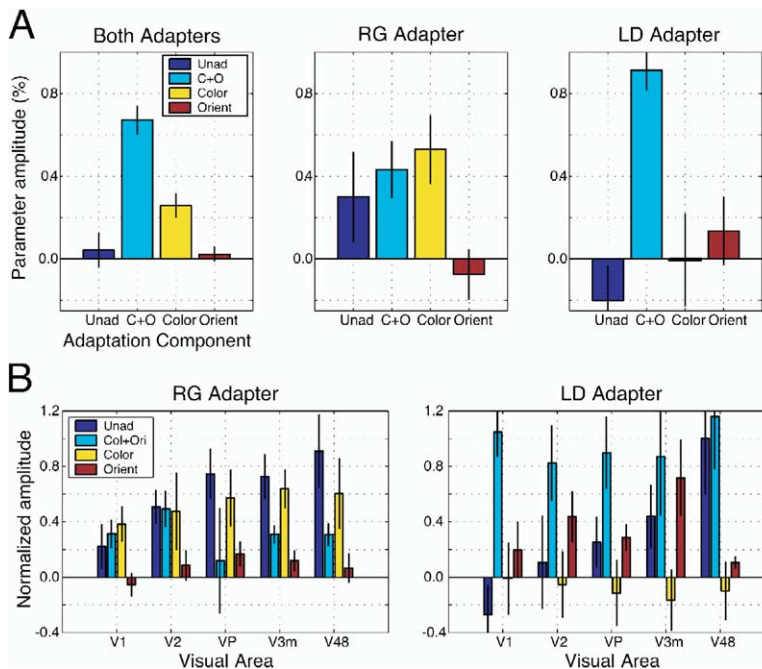 A
Both Adapters
RG Adapter
LD Adapter
Parameter amplitude (%)
Unad
C+O
Color
Orient
0.8
0.4
0.0
0.8
0.4
0.0
0.8
0.4
0.0
Unad C+O Color Orient
Unad C+O Color Orient
Unad C+O Color Orient
Adaptation Component
B
RG Adapter
LD Adapter
Normalized amplitude
Unad
Col+Ori
Color
Orient
1.2
0.8
0.4
0.0
-0.4
1.2
0.8
0.4
0.0
-0.4
V1 V2 VP V3m V48
V1 V2 VP V3m V48
Visual Area
Visual Area